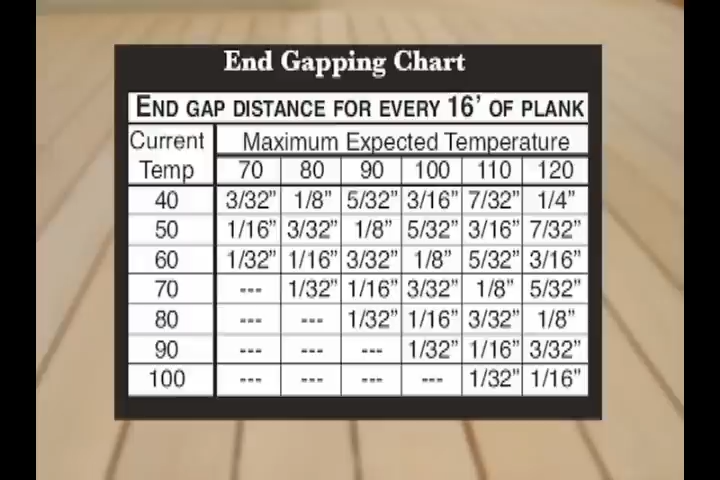 End Gapping Chart
END GAP DISTANCE FOR EVERY 16' OF PLANK
Current Temp Maximum Expected Temperature
70 80 90 100 110 120
40 3/32" 1/8" 5/32" 3/16" 7/32" 1/4"
50 1/16" 3/32" 1/8" 5/32" 3/16" 7/32"
60 1/32" 1/16" 3/32" 1/8" 5/32" 3/16"
70 --- 1/32" 1/16" 3/32" 1/8" 5/32"
80 --- --- 1/32" 1/16" 3/32" 1/8"
90 --- --- --- 1/32" 1/16" 3/32"
100 --- --- --- --- 1/32" 1/16"